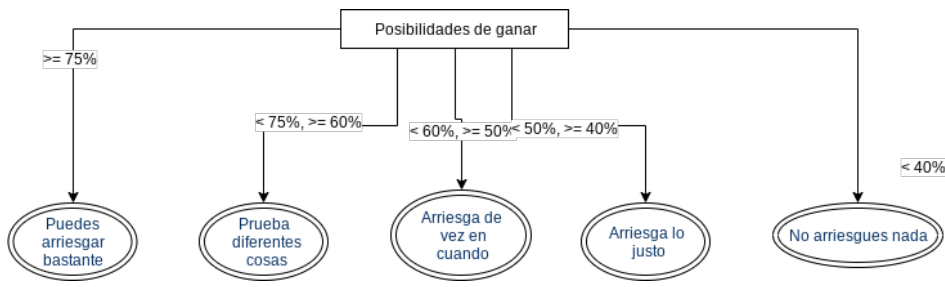 Posibilidades de ganar
>= 75%
< 75%, >= 60%
< 60%, >= 50%
< 50%, >= 40%
< 40%
Puedes
arriesgar
bastante
Prueba
diferentes
cosas
Arriesga de
vez en
cuando
Arriesga lo
justo
No arriesgues nada